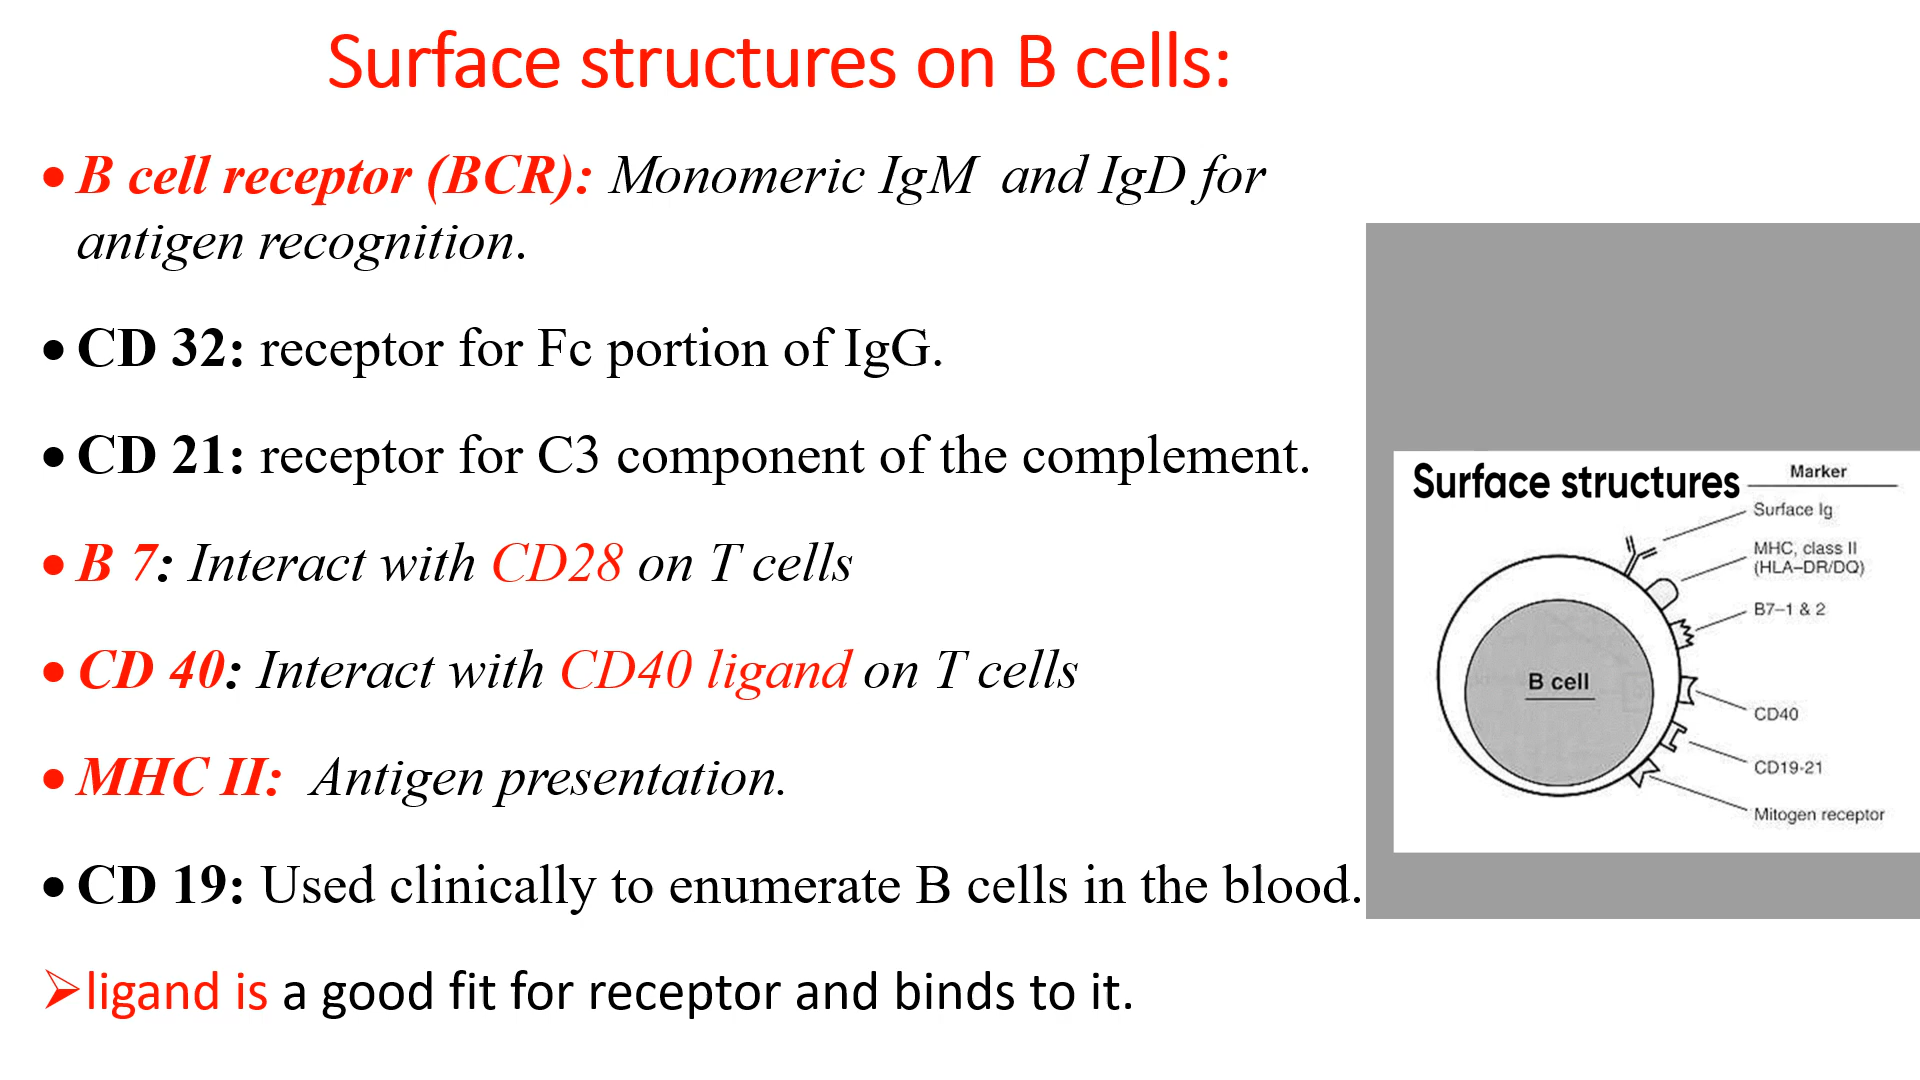 Surface structures on B cells:
• B cell receptor (BCR): Monomeric IgM and IgD for
antigen recognition.
• CD 32: receptor for Fc portion of IgG.
• CD 21: receptor for C3 component of the complement.
• B 7: Interact with CD28 on T cells
• CD 40: Interact with CD40 ligand on T cells
• MHC II: Antigen presentation.
• CD 19: Used clinically to enumerate B cells in the blood.
➢ligand is a good fit for receptor and binds to it.
Surface structures
Marker
Surface Ig
MHC, class II
(HLA–DR/DQ)
B7–1 & 2
B cell
CD40
CD19-21
Mitogen receptor